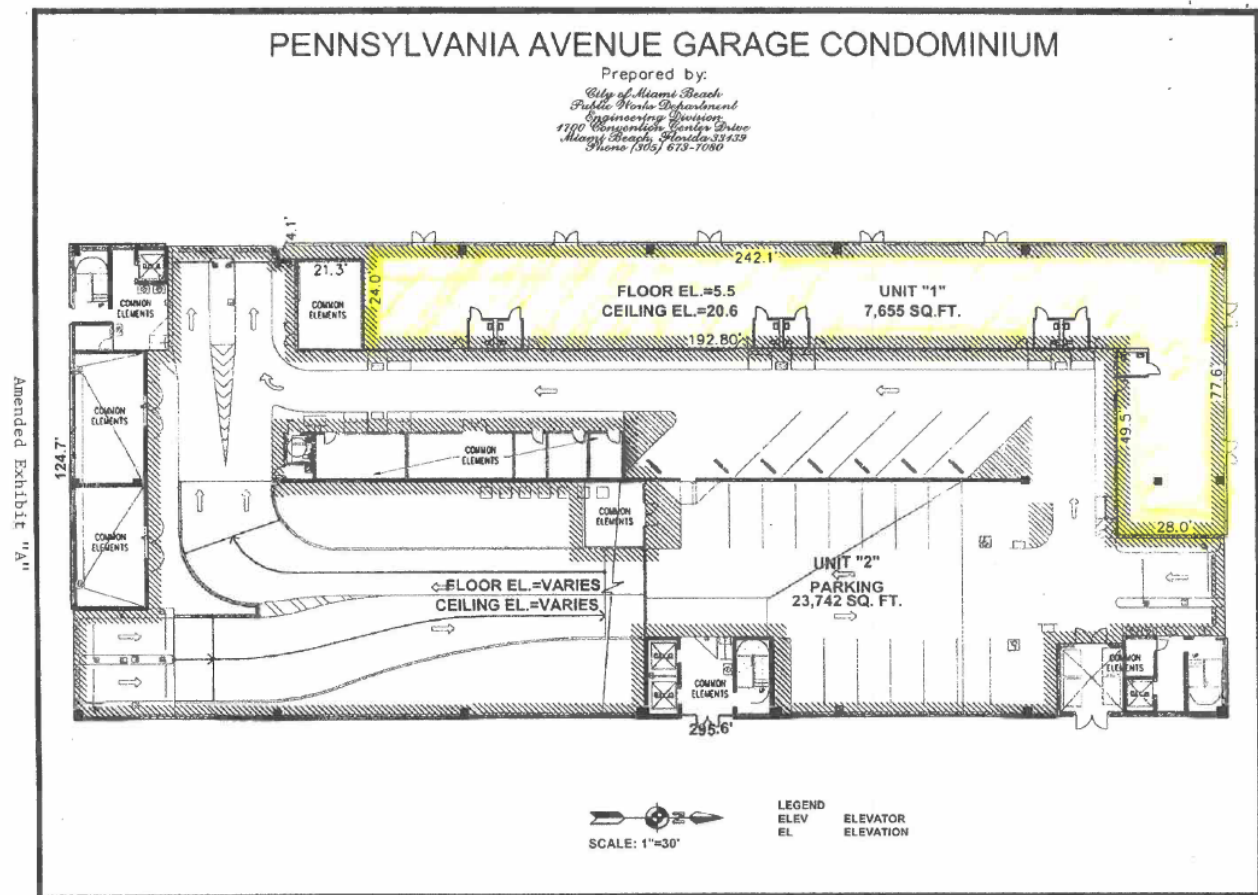 PENNSYLVANIA AVENUE GARAGE CONDOMINIUM
Prepared by:
City of Miami Beach
Public Works Department
Engineering Division
1700 Convention Center Drive
Miami Beach, Florida 33139
Phone (305) 673-7080
4.1'
21.3'
24.0'
242.1'
COMMON
ELEMENTS
COMMON
ELEMENTS
FLOOR EL.=5.5
CEILING EL.=20.6
UNIT "1"
7,655 SQ.FT.
192.80'
77.6'
49.5'
28.0'
Amended Exhibit "A"
124.7'
COMMON
ELEMENTS
COMMON
ELEMENTS
COMMON
ELEMENTS
COMMON
ELEMENTS
UNIT "2"
PARKING
23,742 SQ. FT.
FLOOR EL.=VARIES
CEILING EL.=VARIES
COMMON
ELEMENTS
COMMON
ELEMENTS
295.6'
N
SCALE: 1"=30'
LEGEND
ELEV ELEVATOR
EL ELEVATION